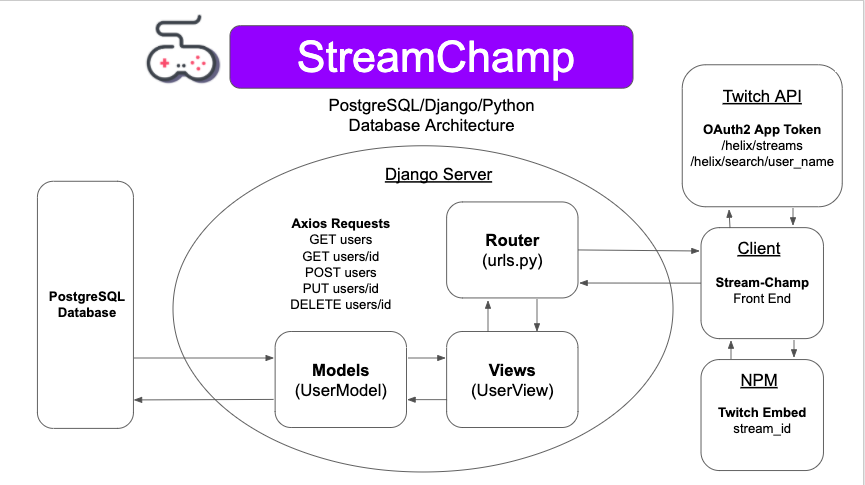 StreamChamp
PostgreSQL/Django/Python
Database Architecture
Twitch API
OAuth2 App Token
/helix/streams
/helix/search/user_name
Django Server
Axios Requests
GET users
GET users/id
POST users
PUT users/id
DELETE users/id
Router
(urls.py)
Client
Stream-Champ
Front End
PostgreSQL
Database
Models
(UserModel)
Views
(UserView)
NPM
Twitch Embed
stream_id